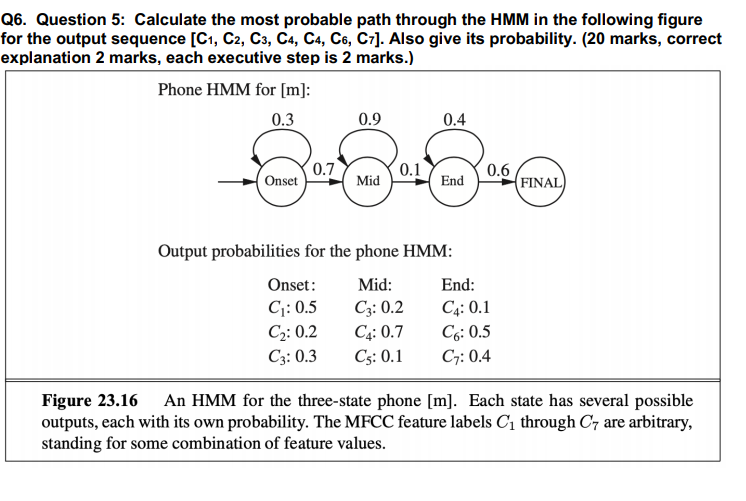 Q6. Question 5: Calculate the most probable path through the HMM in the following figure
for the output sequence [C₁, C₂, C₃, C₄, C₄, C₆, C₇]. Also give its probability. (20 marks, correct
explanation 2 marks, each executive step is 2 marks.)
Phone HMM for [m]:
0.3 0.9 0.4
0.7 0.1 0.6
Onset Mid End FINAL
Output probabilities for the phone HMM:
Onset: Mid: End:
C₁: 0.5 C₃: 0.2 C₄: 0.1
C₂: 0.2 C₄: 0.7 C₆: 0.5
C₃: 0.3 C₅: 0.1 C₇: 0.4
Figure 23.16 An HMM for the three-state phone [m]. Each state has several possible
outputs, each with its own probability. The MFCC feature labels C₁ through C₇ are arbitrary,
standing for some combination of feature values.